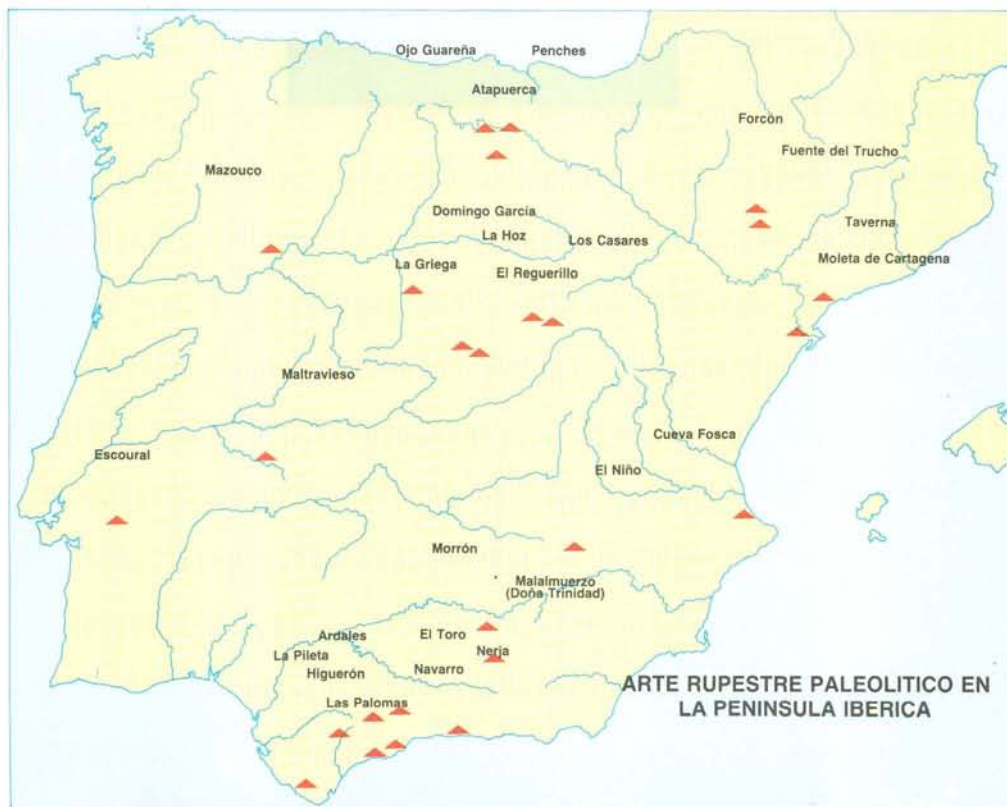 Ojo Guareña
Penches
Atapuerca
Forcón
Fuente del Trucho
Mazouco
Domingo García
Taverna
La Hoz
Los Casares
Moleta de Cartagena
La Griega
El Reguerillo
Maltravieso
Cueva Fosca
Escoural
El Niño
Morrón
Malalmuerzo
(Doña Trinidad)
Ardales
El Toro
La Pileta
Nerja
Higuerón
Navarro
Las Palomas
ARTE RUPESTRE PALEOLITICO EN
LA PENINSULA IBERICA